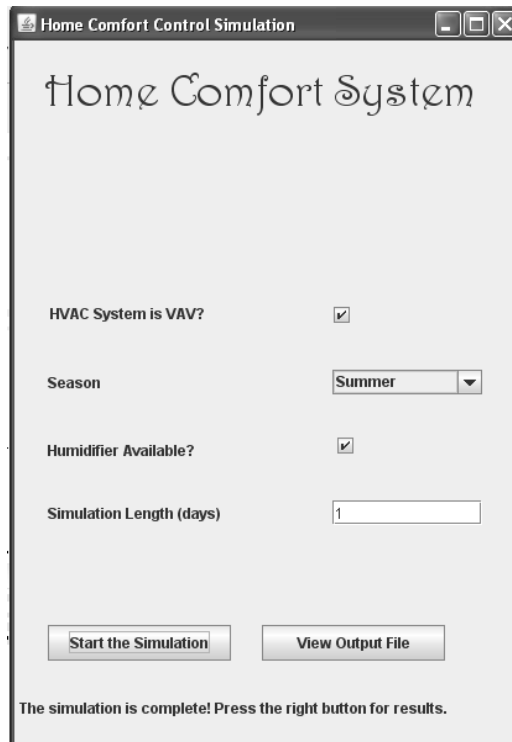 Home Comfort Control Simulation
Home Comfort System
HVAC System is VAV?
Season Summer
Humidifier Available?
Simulation Length (days) 1
Start the Simulation View Output File
The simulation is complete! Press the right button for results.